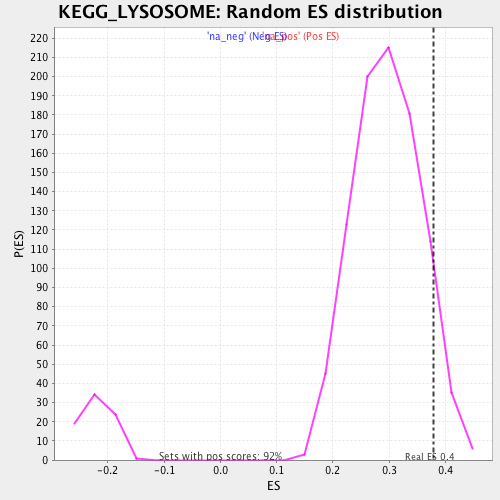 KEGG_LYSOSOME: Random ES distribution
'na_neg' (Neg ES)
'na_pos' (Pos ES)
220
210
200
190
180
170
160
150
140
130
120
110
100
90
80
70
60
50
40
30
20
10
0
P(ES)
Sets with pos scores: 92%
Real ES 0.4
-0.2 -0.1 0.0 0.1 0.2 0.3 0.4
ES